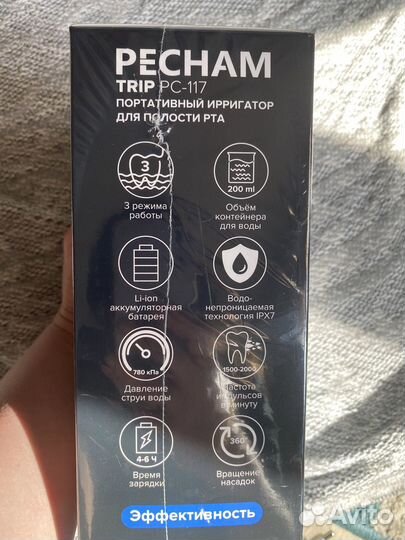 PECHAM
TRIP PC-117
ПОРТАТИВНЫЙ ИРРИГАТОР
ДЛЯ ПОЛОСТИ РТА
3
3 режима
работы
200 ml
Объём
контейнера
для воды
Li-ion
аккумуляторная
батарея
Водо-
непроницаемая
технология IPX7
780 кПа
Давление
струи воды
1500-2000
Частота
импульсов
в минуту
4-6 Ч
Время
зарядки
360°
Вращение
насадок
Эффективность
Avito